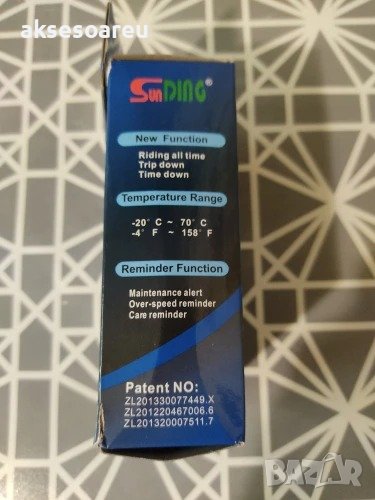 aksesoareu
SunDING®
New Function
Riding all time
Trip down
Time down
Temperature Range
-20° C ~ 70° C
-4° F ~ 158° F
Reminder Function
Maintenance alert
Over-speed reminder
Care reminder
Patent NO:
ZL201330077449.X
ZL201220467006.6
ZL201320007511.7
BAZAR